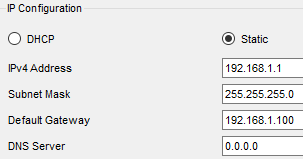 IP Configuration
DHCP Static
IPv4 Address 192.168.1.1
Subnet Mask 255.255.255.0
Default Gateway 192.168.1.100
DNS Server 0.0.0.0